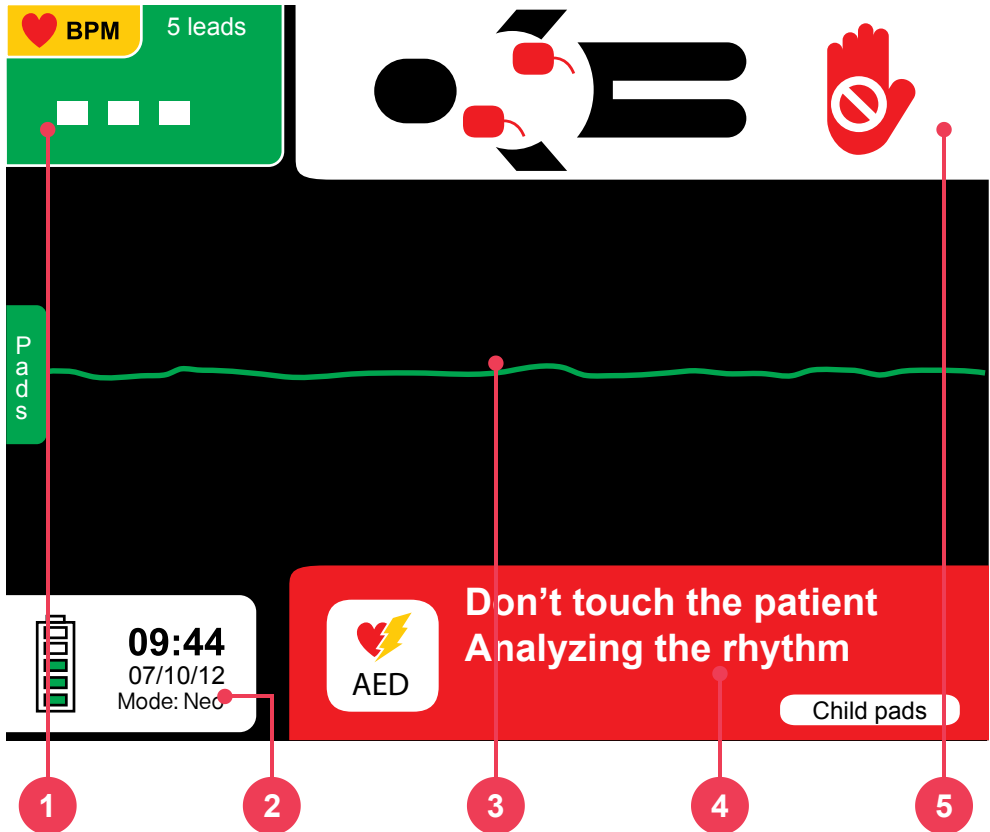 BPM
5 leads
Pads
09:44
07/10/12
Mode: Neo
AED
Don’t touch the patient
Analyzing the rhythm
Child pads
1
2
3
4
5